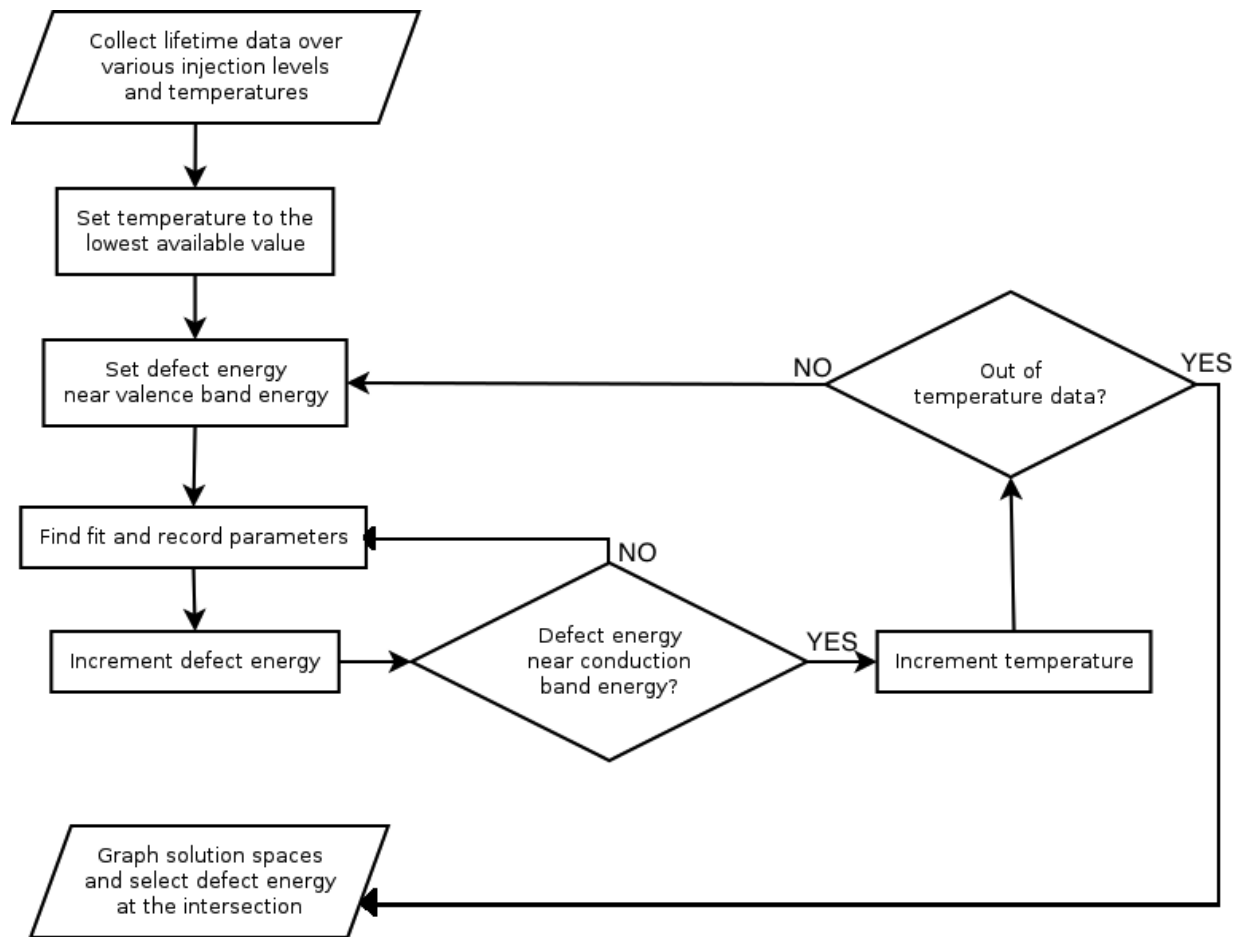 Collect lifetime data over
various injection levels
and temperatures
Set temperature to the
lowest available value
Set defect energy
near valence band energy
NO
Out of
temperature data?
YES
Find fit and record parameters
NO
Increment defect energy
Defect energy
near conduction
band energy?
YES
Increment temperature
Graph solution spaces
and select defect energy
at the intersection